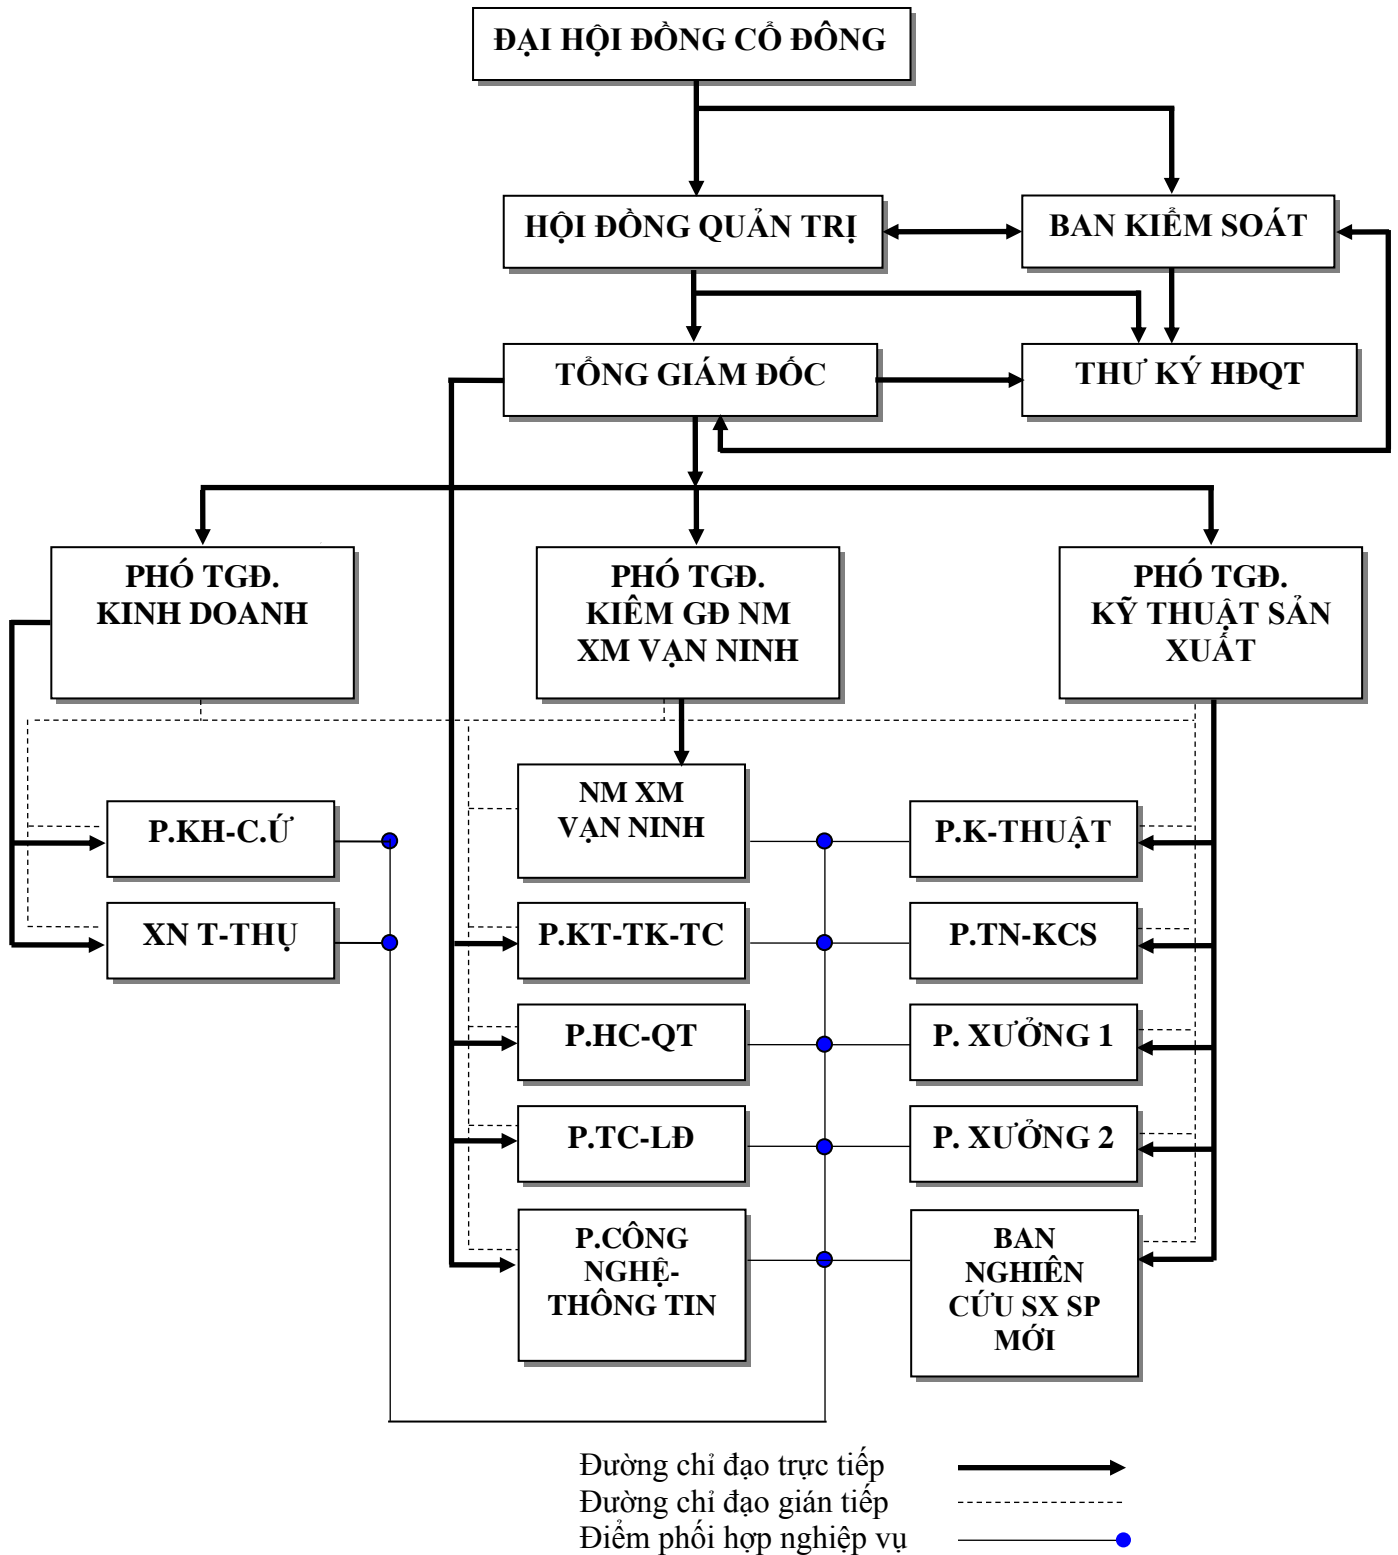 ĐẠI HỘI ĐỒNG CỔ ĐÔNG
HỘI ĐỒNG QUẢN TRỊ
BAN KIỂM SOÁT
TỔNG GIÁM ĐỐC
THƯ KÝ HĐQT
PHÓ TGĐ.
KINH DOANH
PHÓ TGĐ.
KIÊM GĐ NM
XM VẠN NINH
PHÓ TGĐ.
KỸ THUẬT SẢN
XUẤT
NM XM
VẠN NINH
P.KH-C.Ứ
P.K-THUẬT
XN T-THỤ
P.KT-TK-TC
P.TN-KCS
P.HC-QT
P. XƯỞNG 1
P.TC-LĐ
P. XƯỞNG 2
P.CÔNG
NGHỆ-
THÔNG TIN
BAN
NGHIÊN
CỨU SX SP
MỚI
Đường chỉ đạo trực tiếp
Đường chỉ đạo gián tiếp
Điểm phối hợp nghiệp vụ